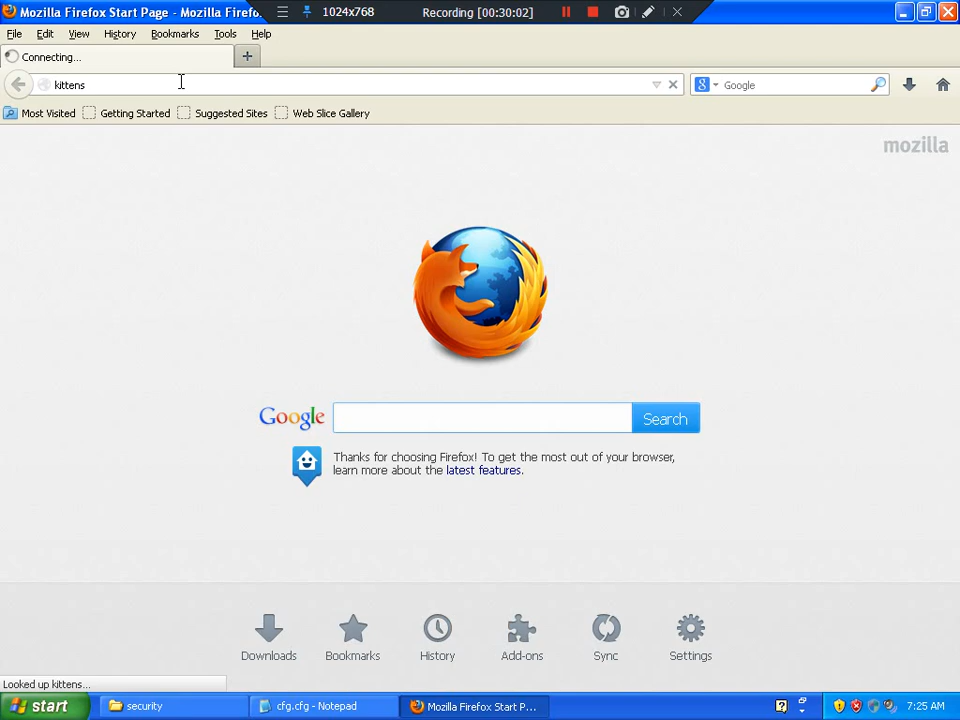 Mozilla Firefox Start Page - Mozilla Firefo
1024x768
Recording [00:30:02]
File Edit View History Bookmarks Tools Help
Connecting...
kittens
Google
Most Visited Getting Started Suggested Sites Web Slice Gallery
mozilla
Google
Search
Thanks for choosing Firefox! To get the most out of your browser,
learn more about the latest features.
Downloads Bookmarks History Add-ons Sync Settings
Looked up kittens...
start
security
cfg.cfg - Notepad
Mozilla Firefox Start P...
7:25 AM